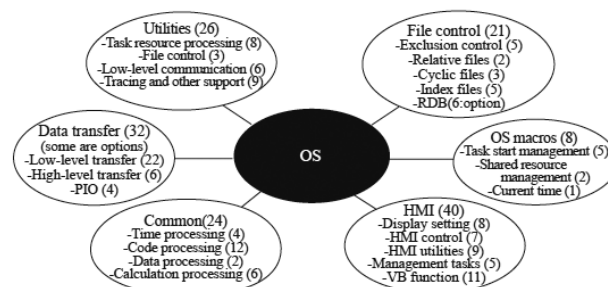 Utilities (26)
-Task resource processing (8)
-File control (3)
-Low-level communication (6)
-Tracing and other support (9)
File control (21)
-Exclusion control (5)
-Relative files (2)
-Cyclic files (3)
-Index files (5)
-RDB(6:option)
Data transfer (32)
(some are options)
-Low-level transfer (22)
-High-level transfer (6)
-PIO (4)
OS
OS macros (8)
-Task start management (5)
-Shared resource
management (2)
-Current time (1)
Common(24)
-Time processing (4)
-Code processing (12)
-Data processing (2)
-Calculation processing (6)
HMI (40)
-Display setting (8)
-HMI control (7)
-HMI utilities (9)
-Management tasks (5)
-VB function (11)